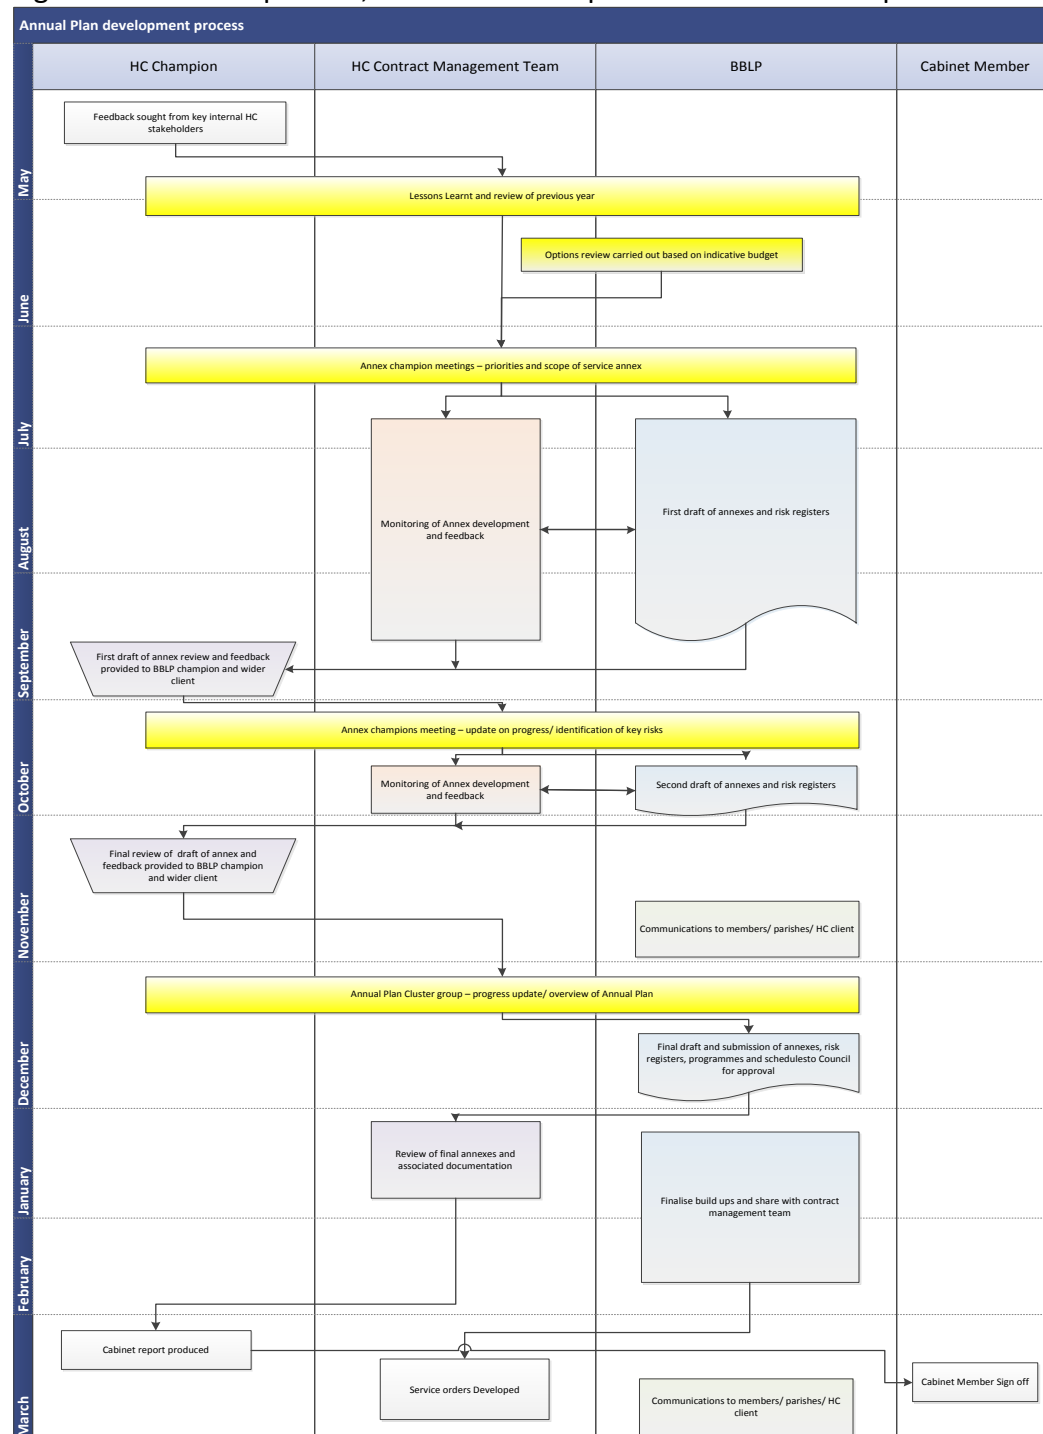 Annual Plan development process
HC Champion
HC Contract Management Team
BBLP
Cabinet Member
May
Feedback sought from key internal HC
stakeholders
Lessons Learnt and review of previous year
June
Options review carried out based on indicative budget
July
Annex champion meetings – priorities and scope of service annex
August
Monitoring of Annex development
and feedback
First draft of annexes and risk registers
September
First draft of annex review and feedback
provided to BBLP champion and wider
client
October
Annex champions meeting – update on progress/ identification of key risks
Monitoring of Annex development
and feedback
Second draft of annexes and risk registers
November
Final review of draft of annex and
feedback provided to BBLP champion
and wider client
Communications to members/ parishes/ HC client
December
Annual Plan Cluster group – progress update/ overview of Annual Plan
Final draft and submission of annexes, risk
registers, programmes and schedulesto Council
for approval
January
Review of final annexes and
associated documentation
Finalise build ups and share with contract
management team
February
March
Cabinet report produced
Service orders Developed
Cabinet Member Sign off
Communications to members/ parishes/ HC
client